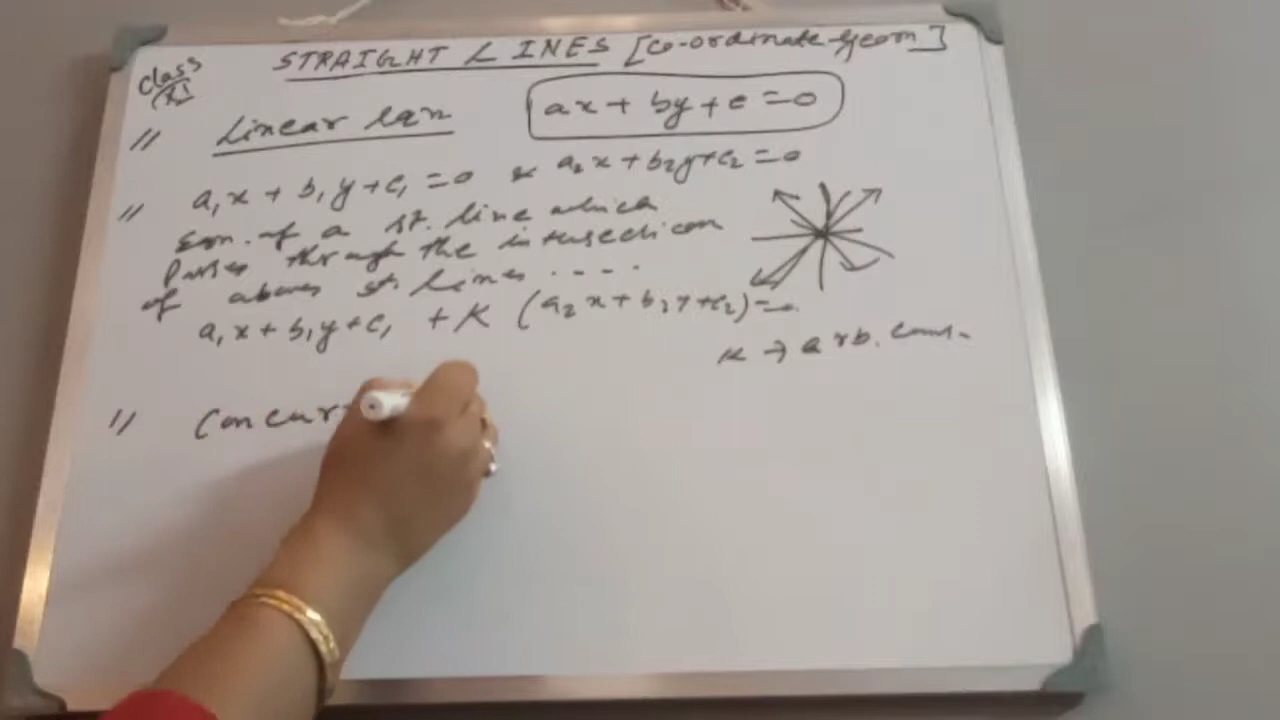 STRAIGHT LINES [Co-ordinate-Geom]
Class
XI
// Linear Eqn ax + by + c = 0
// a₁x + b₁y + c₁ = 0 & a₂x + b₂y + c₂ = 0
Eqn. of a st. line which
Passes through the intersection
of above st. lines ....
a₁x + b₁y + c₁ + K (a₂x + b₂y + c₂) = 0.
K → arb. Const.
// Concur